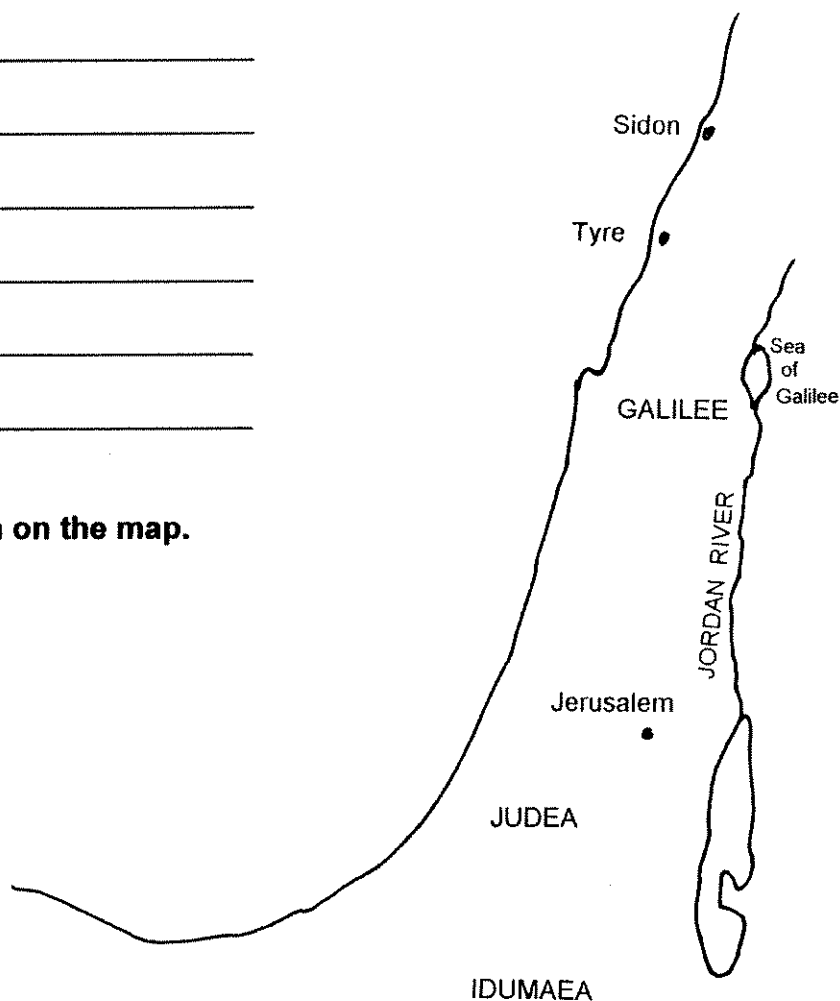 Sidon
Tyre
Sea
of
Galilee
GALILEE
on the map.
JORDAN RIVER
Jerusalem
JUDEA
IDUMAEA